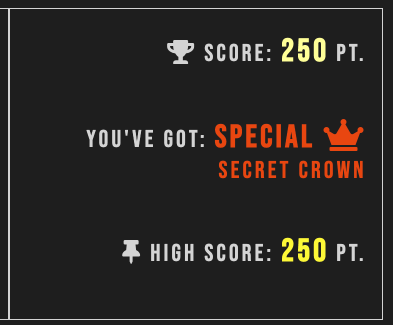 SCORE: 250 PT.
YOU'VE GOT: SPECIAL
SECRET CROWN
HIGH SCORE: 250 PT.